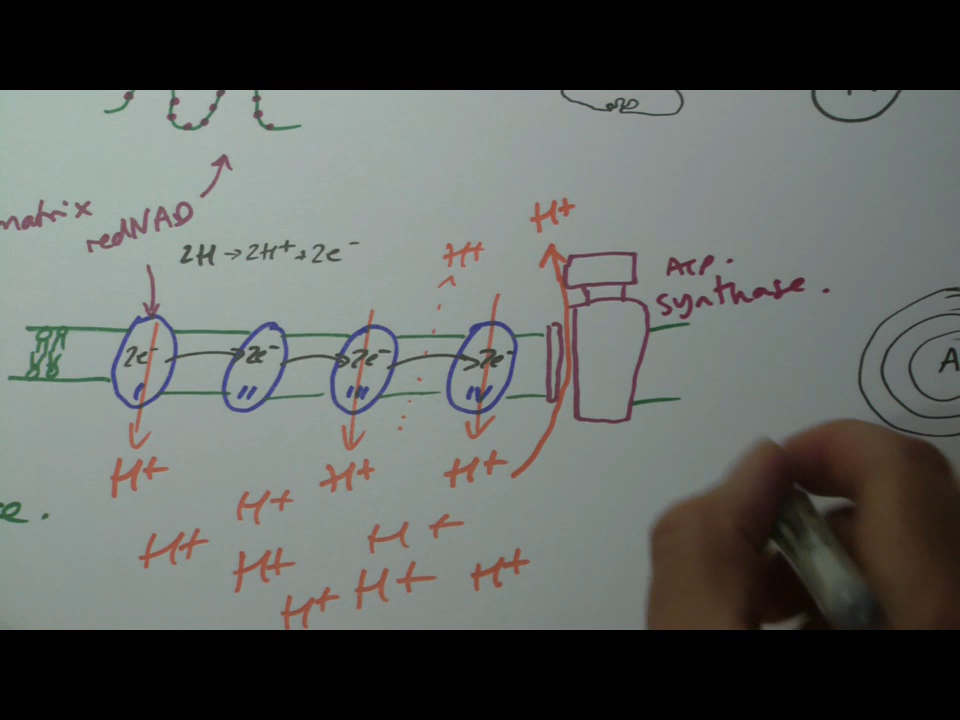 matrix
redNAD
2H → 2H+ + 2e-
H+
H+
ATP
synthase.
2e-
2e-
2e-
2e-
I
II
III
IV
A
H+
H+
H+
H+
H+
H+
H+
H+
H+
H+